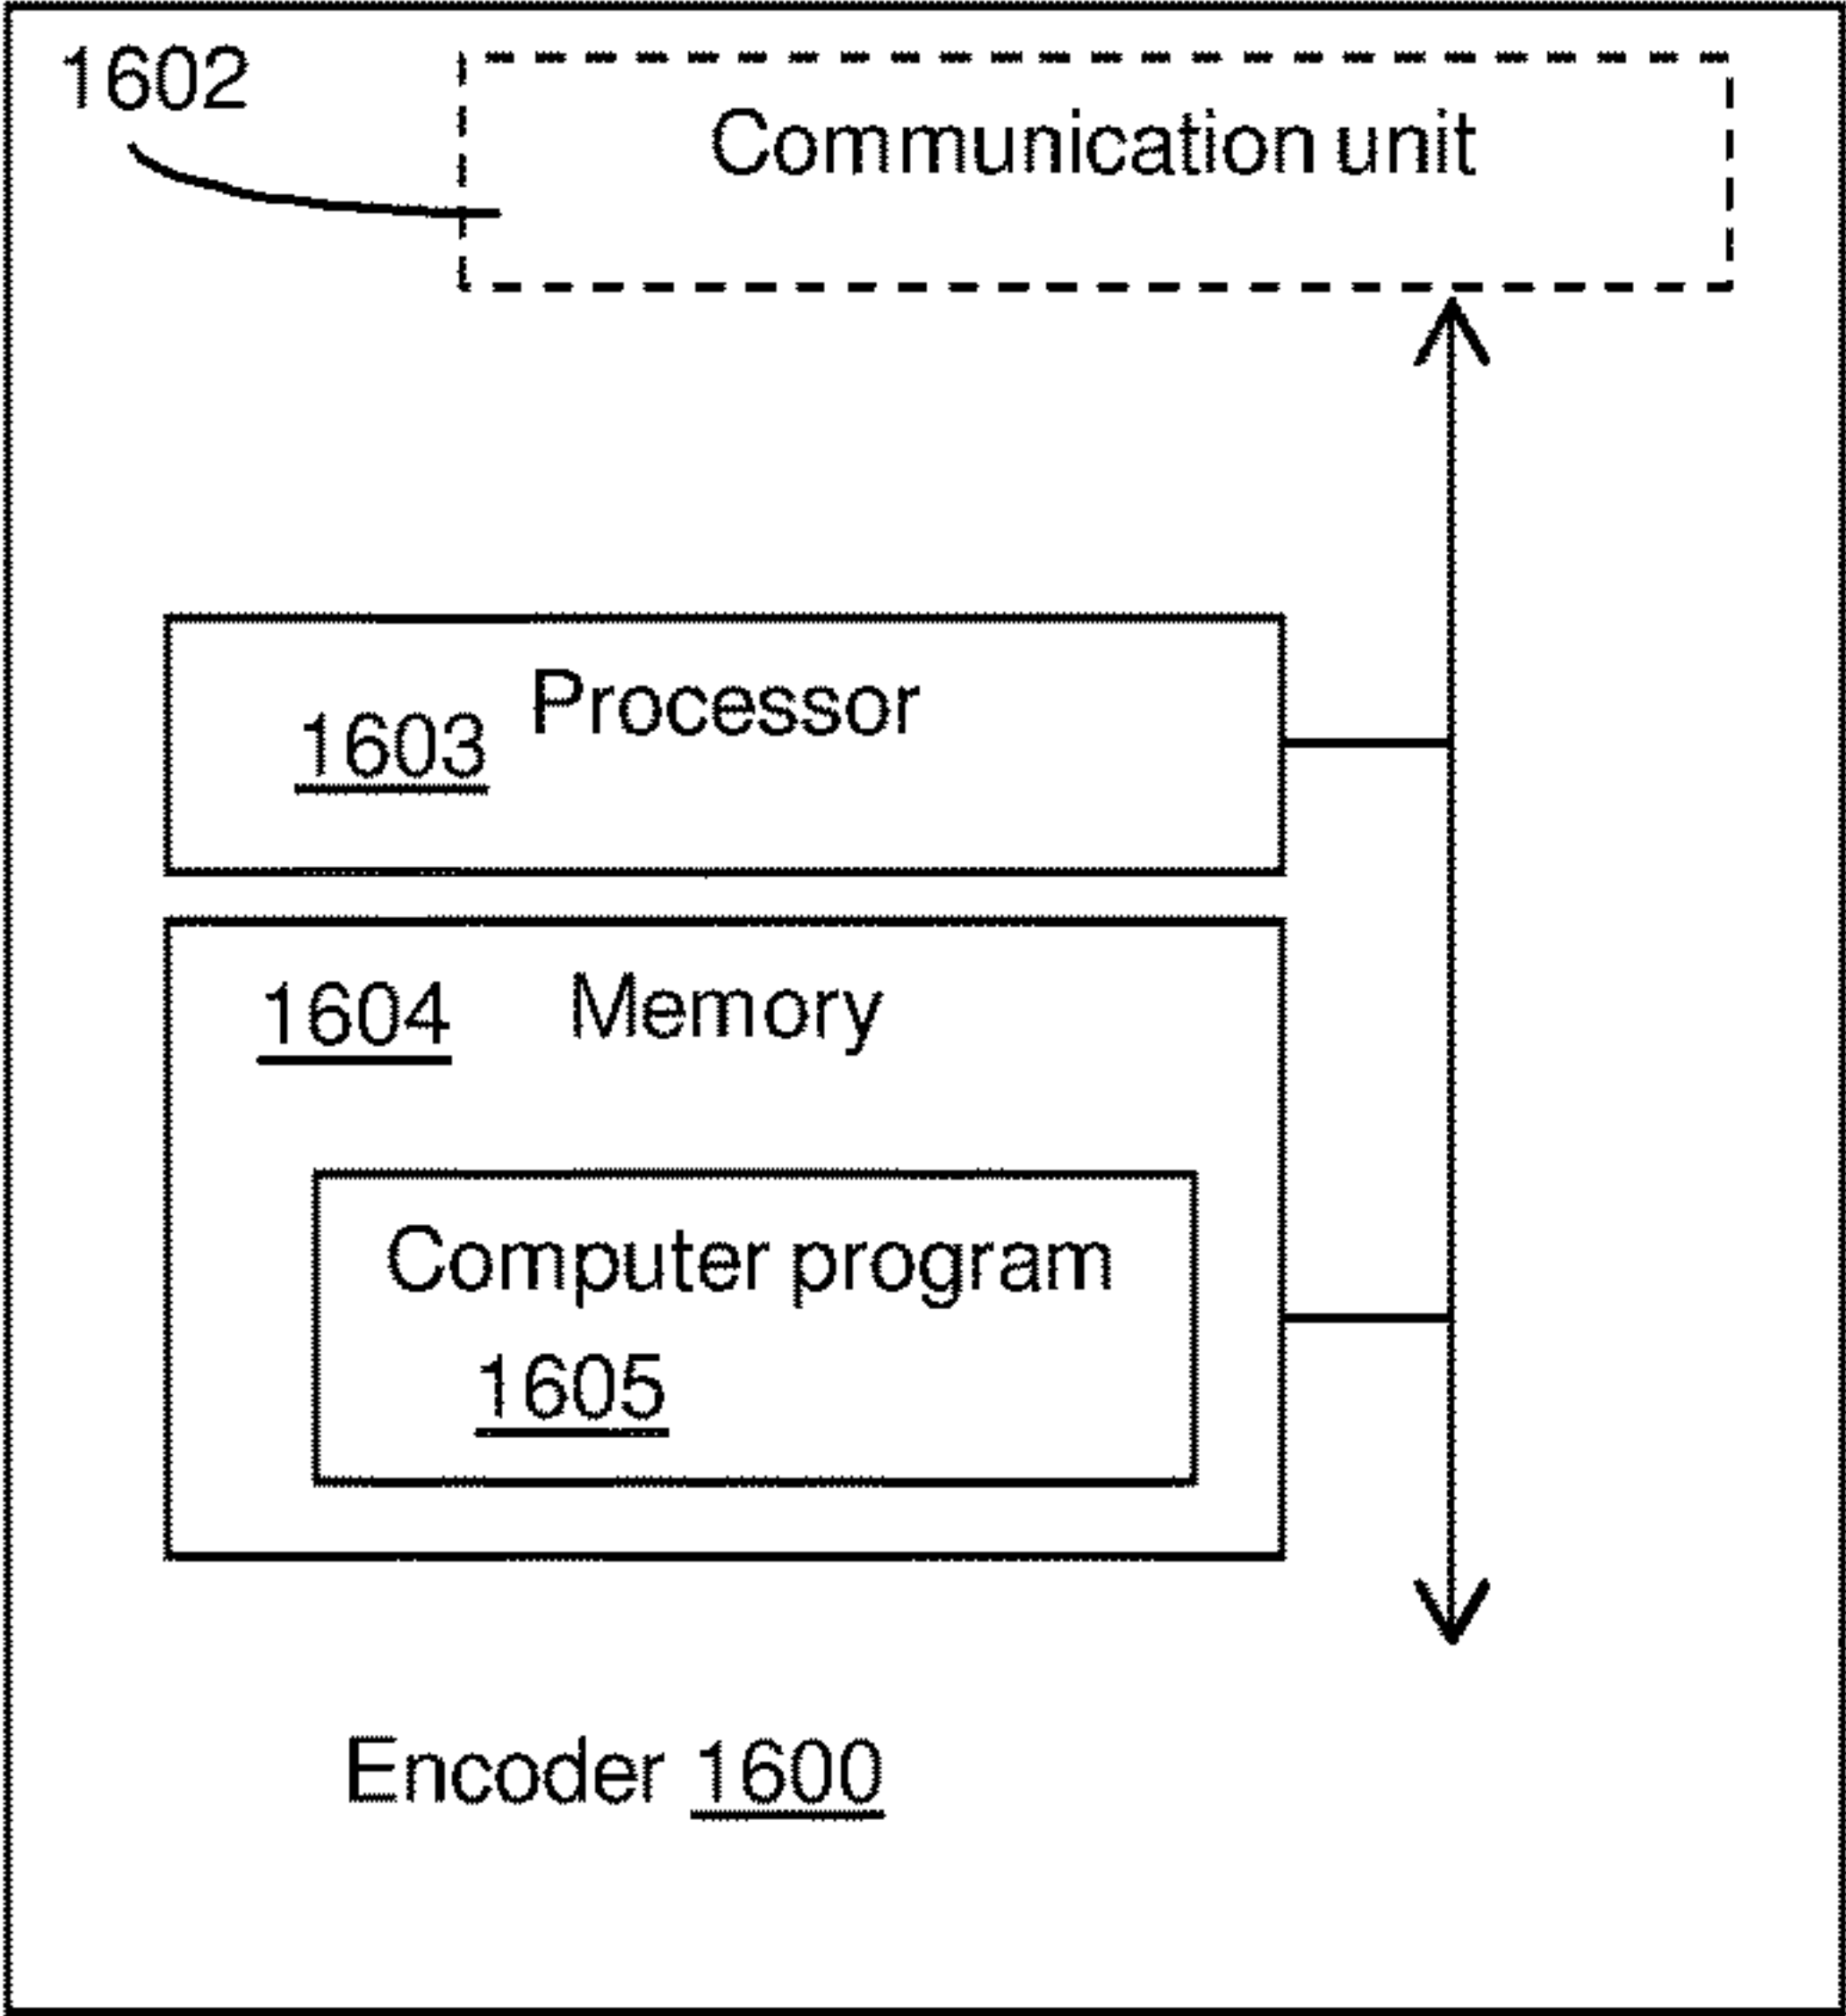 1602
Communication unit
Processor
1603
1604 Memory
Computer program
1605
Encoder 1600